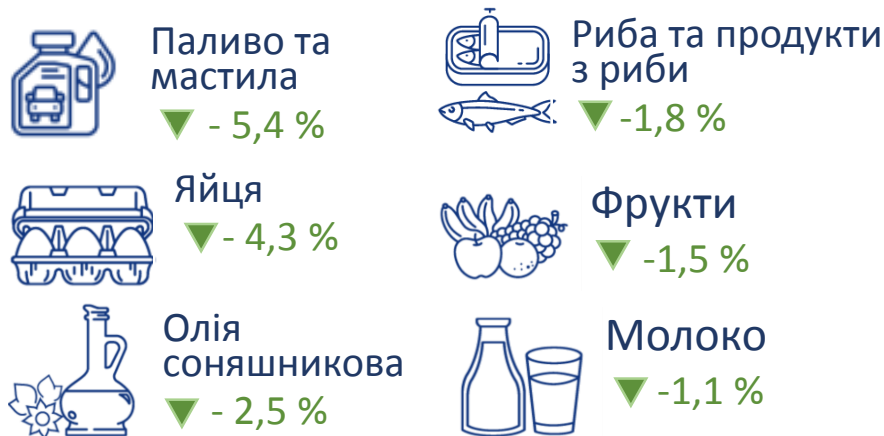 Паливо та
мастила
▼ - 5,4 %
Риба та продукти
з риби
▼ -1,8 %
Яйця
▼ - 4,3 %
Фрукти
▼ -1,5 %
Олія
соняшникова
▼ - 2,5 %
Молоко
▼ -1,1 %